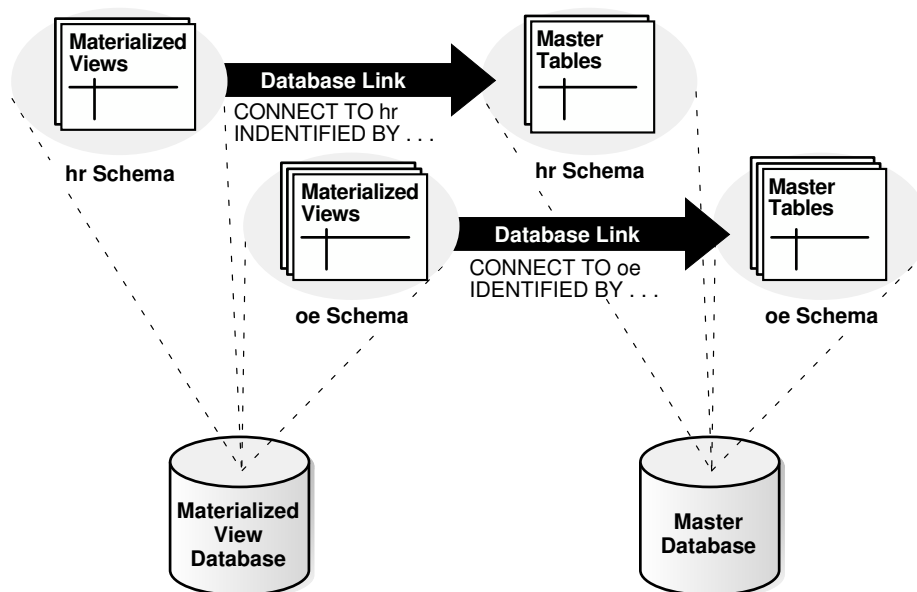 Materialized
Views
Database Link
CONNECT TO hr
INDENTIFIED BY . . .
Master
Tables
hr Schema
hr Schema
Materialized
Views
Database Link
CONNECT TO oe
IDENTIFIED BY . . .
Master
Tables
oe Schema
oe Schema
Materialized
View
Database
Master
Database